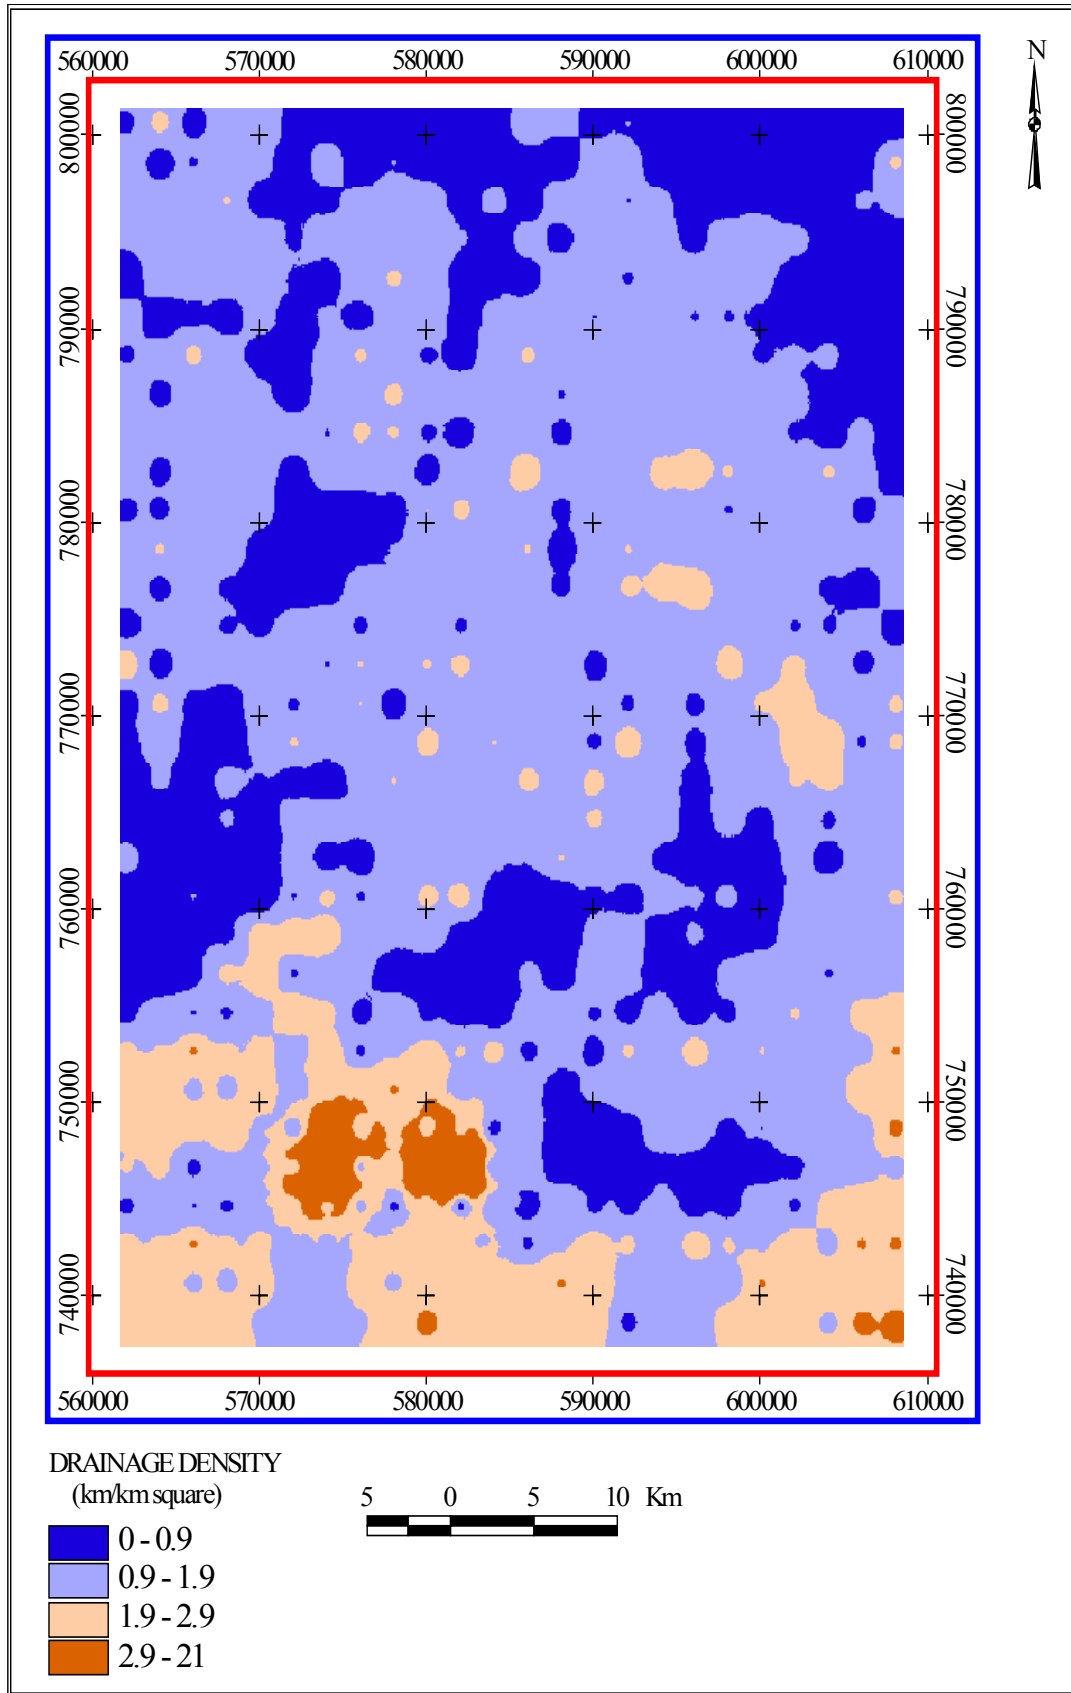 N
560000 570000 580000 590000 600000 610000
800000 800000
790000 790000
780000 780000
770000 770000
760000 760000
750000 750000
740000 740000
560000 570000 580000 590000 600000 610000
DRAINAGE DENSITY
(km/km square)
5 0 5 10 Km
0 - 0.9
0.9 - 1.9
1.9 - 2.9
2.9 - 21